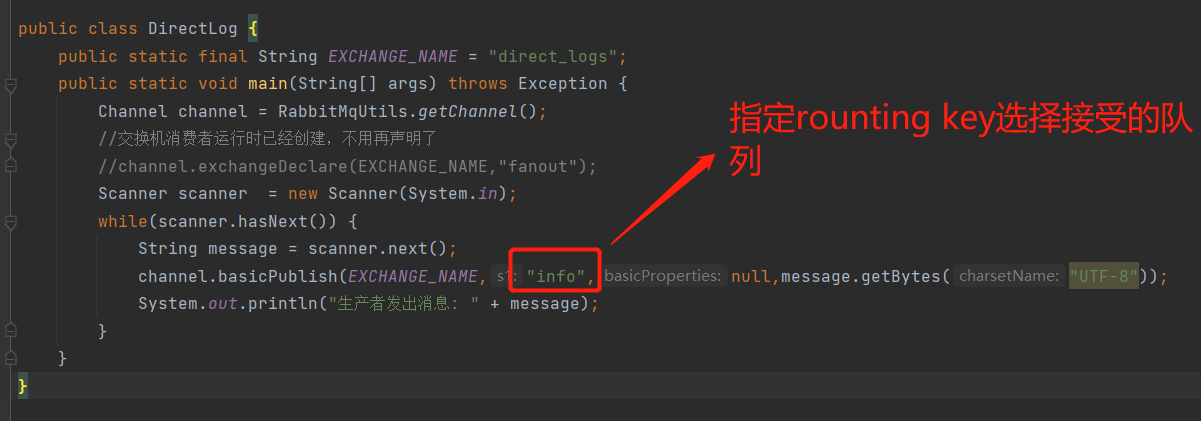 public class DirectLog {
public static final String EXCHANGE_NAME = "direct_logs";
public static void main(String[] args) throws Exception {
Channel channel = RabbitMqUtils.getChannel();
//交换机消费者运行时已经创建，不用再声明了
//channel.exchangeDeclare(EXCHANGE_NAME,"fanout");
Scanner scanner  = new Scanner(System.in);
while(scanner.hasNext()) {
String message = scanner.next();
channel.basicPublish(EXCHANGE_NAME, s1: "info", basicProperties: null,message.getBytes( charsetName: "UTF-8"));
System.out.println("生产者发出消息: " + message);
}
}
}
指定rounting key选择接受的队
列